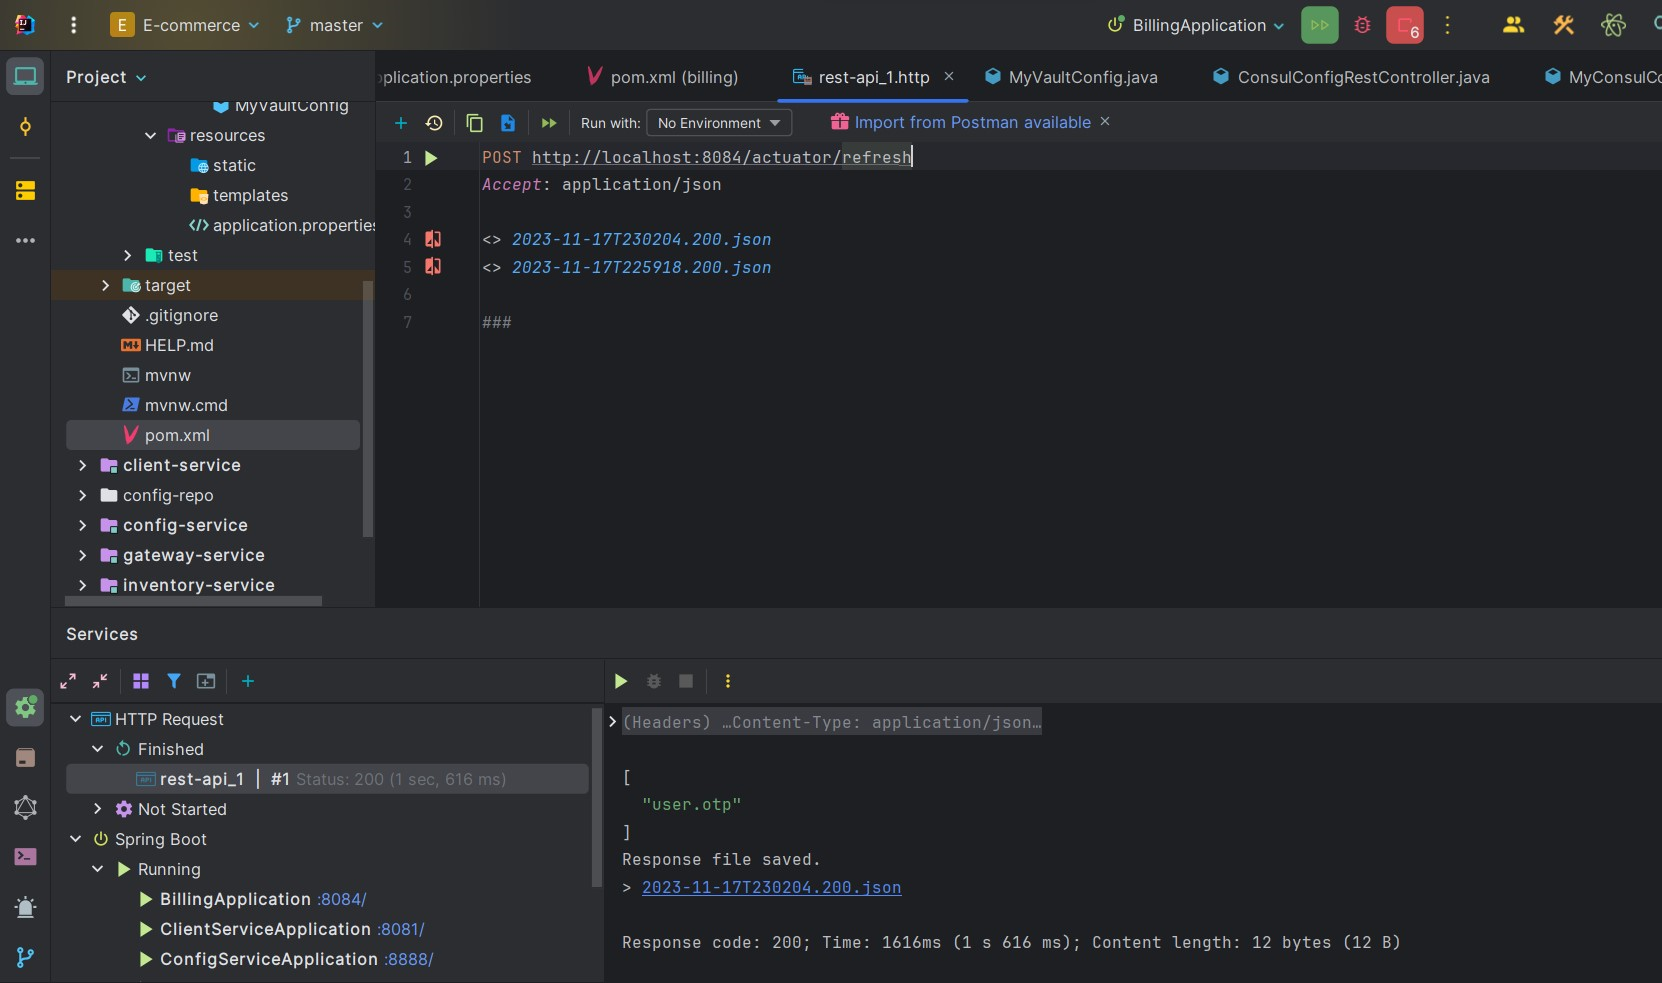 E E-commerce master BillingApplication 6
Project
plication.properties pom.xml (billing) rest-api_1.http MyVaultConfig.java ConsulConfigRestController.java MyConsulCo
MyVaultConfig
resources
static
templates
application.properties
test
target
.gitignore
HELP.md
mvnw
mvnw.cmd
pom.xml
client-service
config-repo
config-service
gateway-service
inventory-service
Run with: No Environment Import from Postman available
1 POST http://localhost:8084/actuator/refresh
2 Accept: application/json
3
4 <> 2023-11-17T230204.200.json
5 <> 2023-11-17T225918.200.json
6
7 ###
Services
HTTP Request
Finished
rest-api_1 | #1 Status: 200 (1 sec, 616 ms)
Not Started
Spring Boot
Running
BillingApplication :8084/
ClientServiceApplication :8081/
ConfigServiceApplication :8888/
(Headers) …Content-Type: application/json…
[
"user.otp"
]
Response file saved.
> 2023-11-17T230204.200.json
Response code: 200; Time: 1616ms (1 s 616 ms); Content length: 12 bytes (12 B)